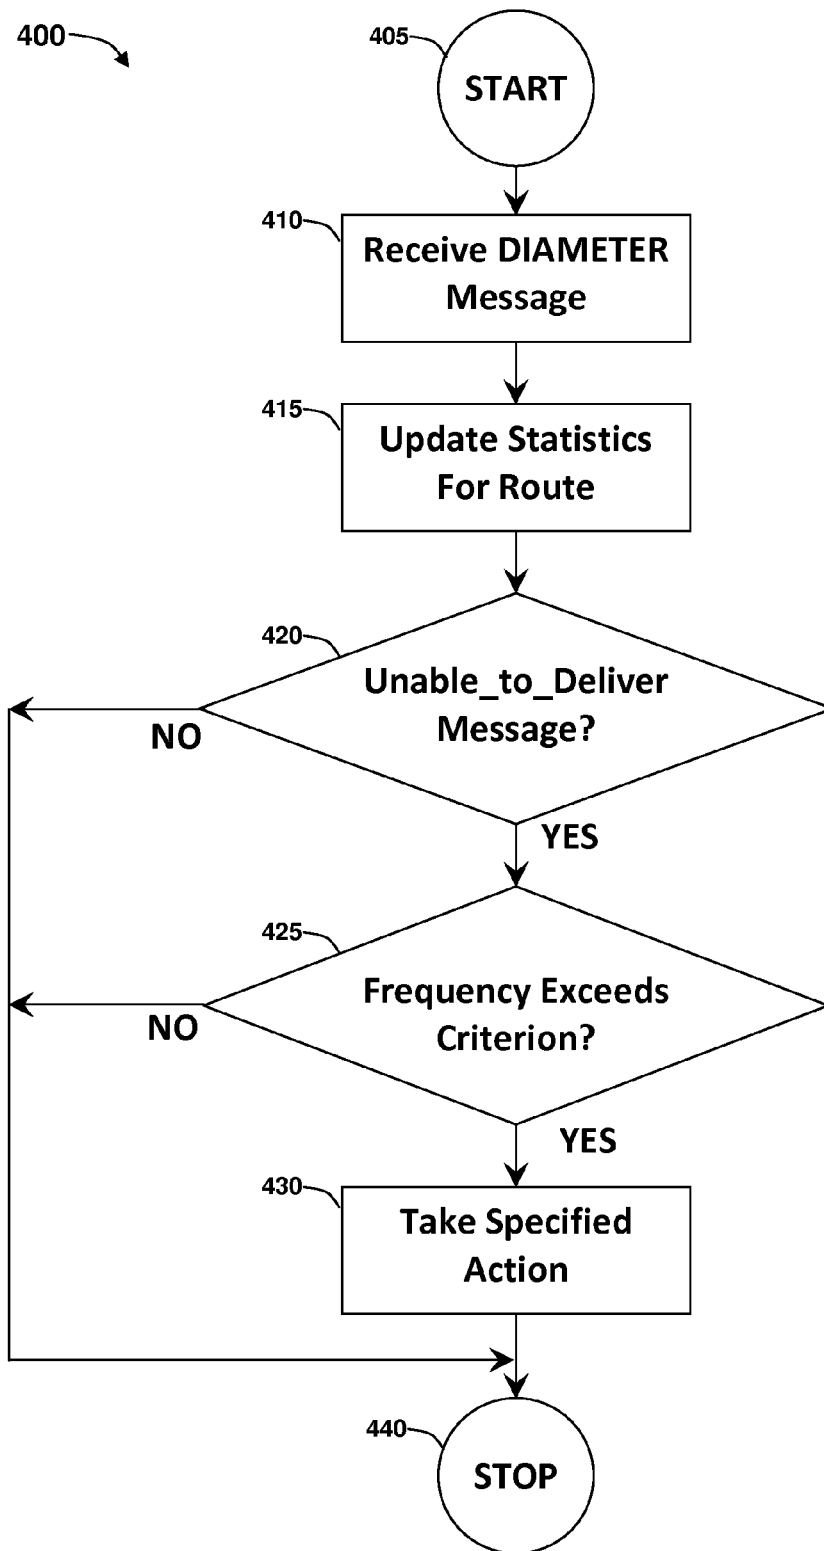 400
405
START
410
Receive DIAMETER
Message
415
Update Statistics
For Route
420
Unable_to_Deliver
Message?
NO
YES
425
Frequency Exceeds
Criterion?
NO
YES
430
Take Specified
Action
440
STOP